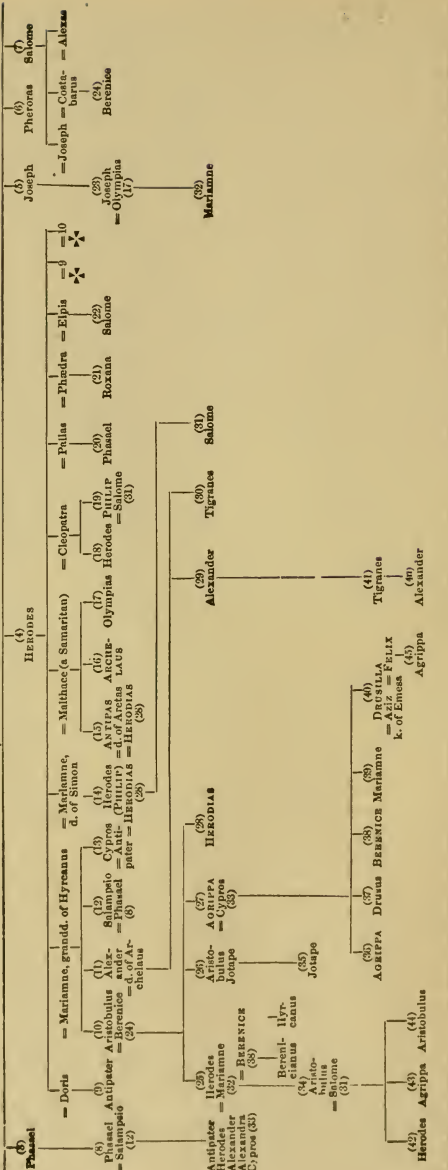 (3) (4) (5) (6) (7)
Phasael HERODES Joseph Pheroras Salome
= Doris = Mariamne, grandd. of Hyrcanus = Mariamne, d. of Simon = Malthace (a Samaritan) = Cleopatra = Pallas = Phædra = Elpis = 9 = 10
= Joseph = Costabarus = Alexas
(8)
Phasael
= Salampsio
(12)
(9)
Antipater
(10)
Aristobulus
= Berenice
(24)
(11)
Alexander
= d. of Archelaus
(12)
Salampsio
= Phasael
(8)
(13)
Cypros
= Antipater
(14)
Herodes
(PHILIP)
= HERODIAS
(28)
(15)
ANTIPAS
= d. of Aretas
= HERODIAS
(28)
(16)
ARCHELAUS
(17)
Olympias
(18)
Herodes
(19)
PHILIP
= Salome
(31)
(20)
Phasael
(21)
Roxana
(22)
Salome
(23)
Joseph
= Olympias
(17)
(24)
Berenice
Antipater
Herodes
Alexander
Alexandra
Cypros (33)
(25)
Herodes
= Mariamne
(32)
= BERENICE
(38)
(26)
Aristobulus
Jotape
(27)
AGRIPPA
= Cypros
(33)
(28)
HERODIAS
(29)
Alexander
(30)
Tigranes
(31)
Salome
(32)
Mariamne
(34)
Aristobulus
= Salome
(31)
Berenicianus
Hyrcanus
(35)
Jotape
(36)
AGRIPPA
(37)
Drusus
(38)
BERENICE
(39)
Mariamne
(40)
DRUSILLA
= Aziz = FELIX
k. of Emesa
(41)
Tigranes
(42)
Herodes
(43)
Agrippa
(44)
Aristobulus
(45)
Agrippa
(46)
Alexander